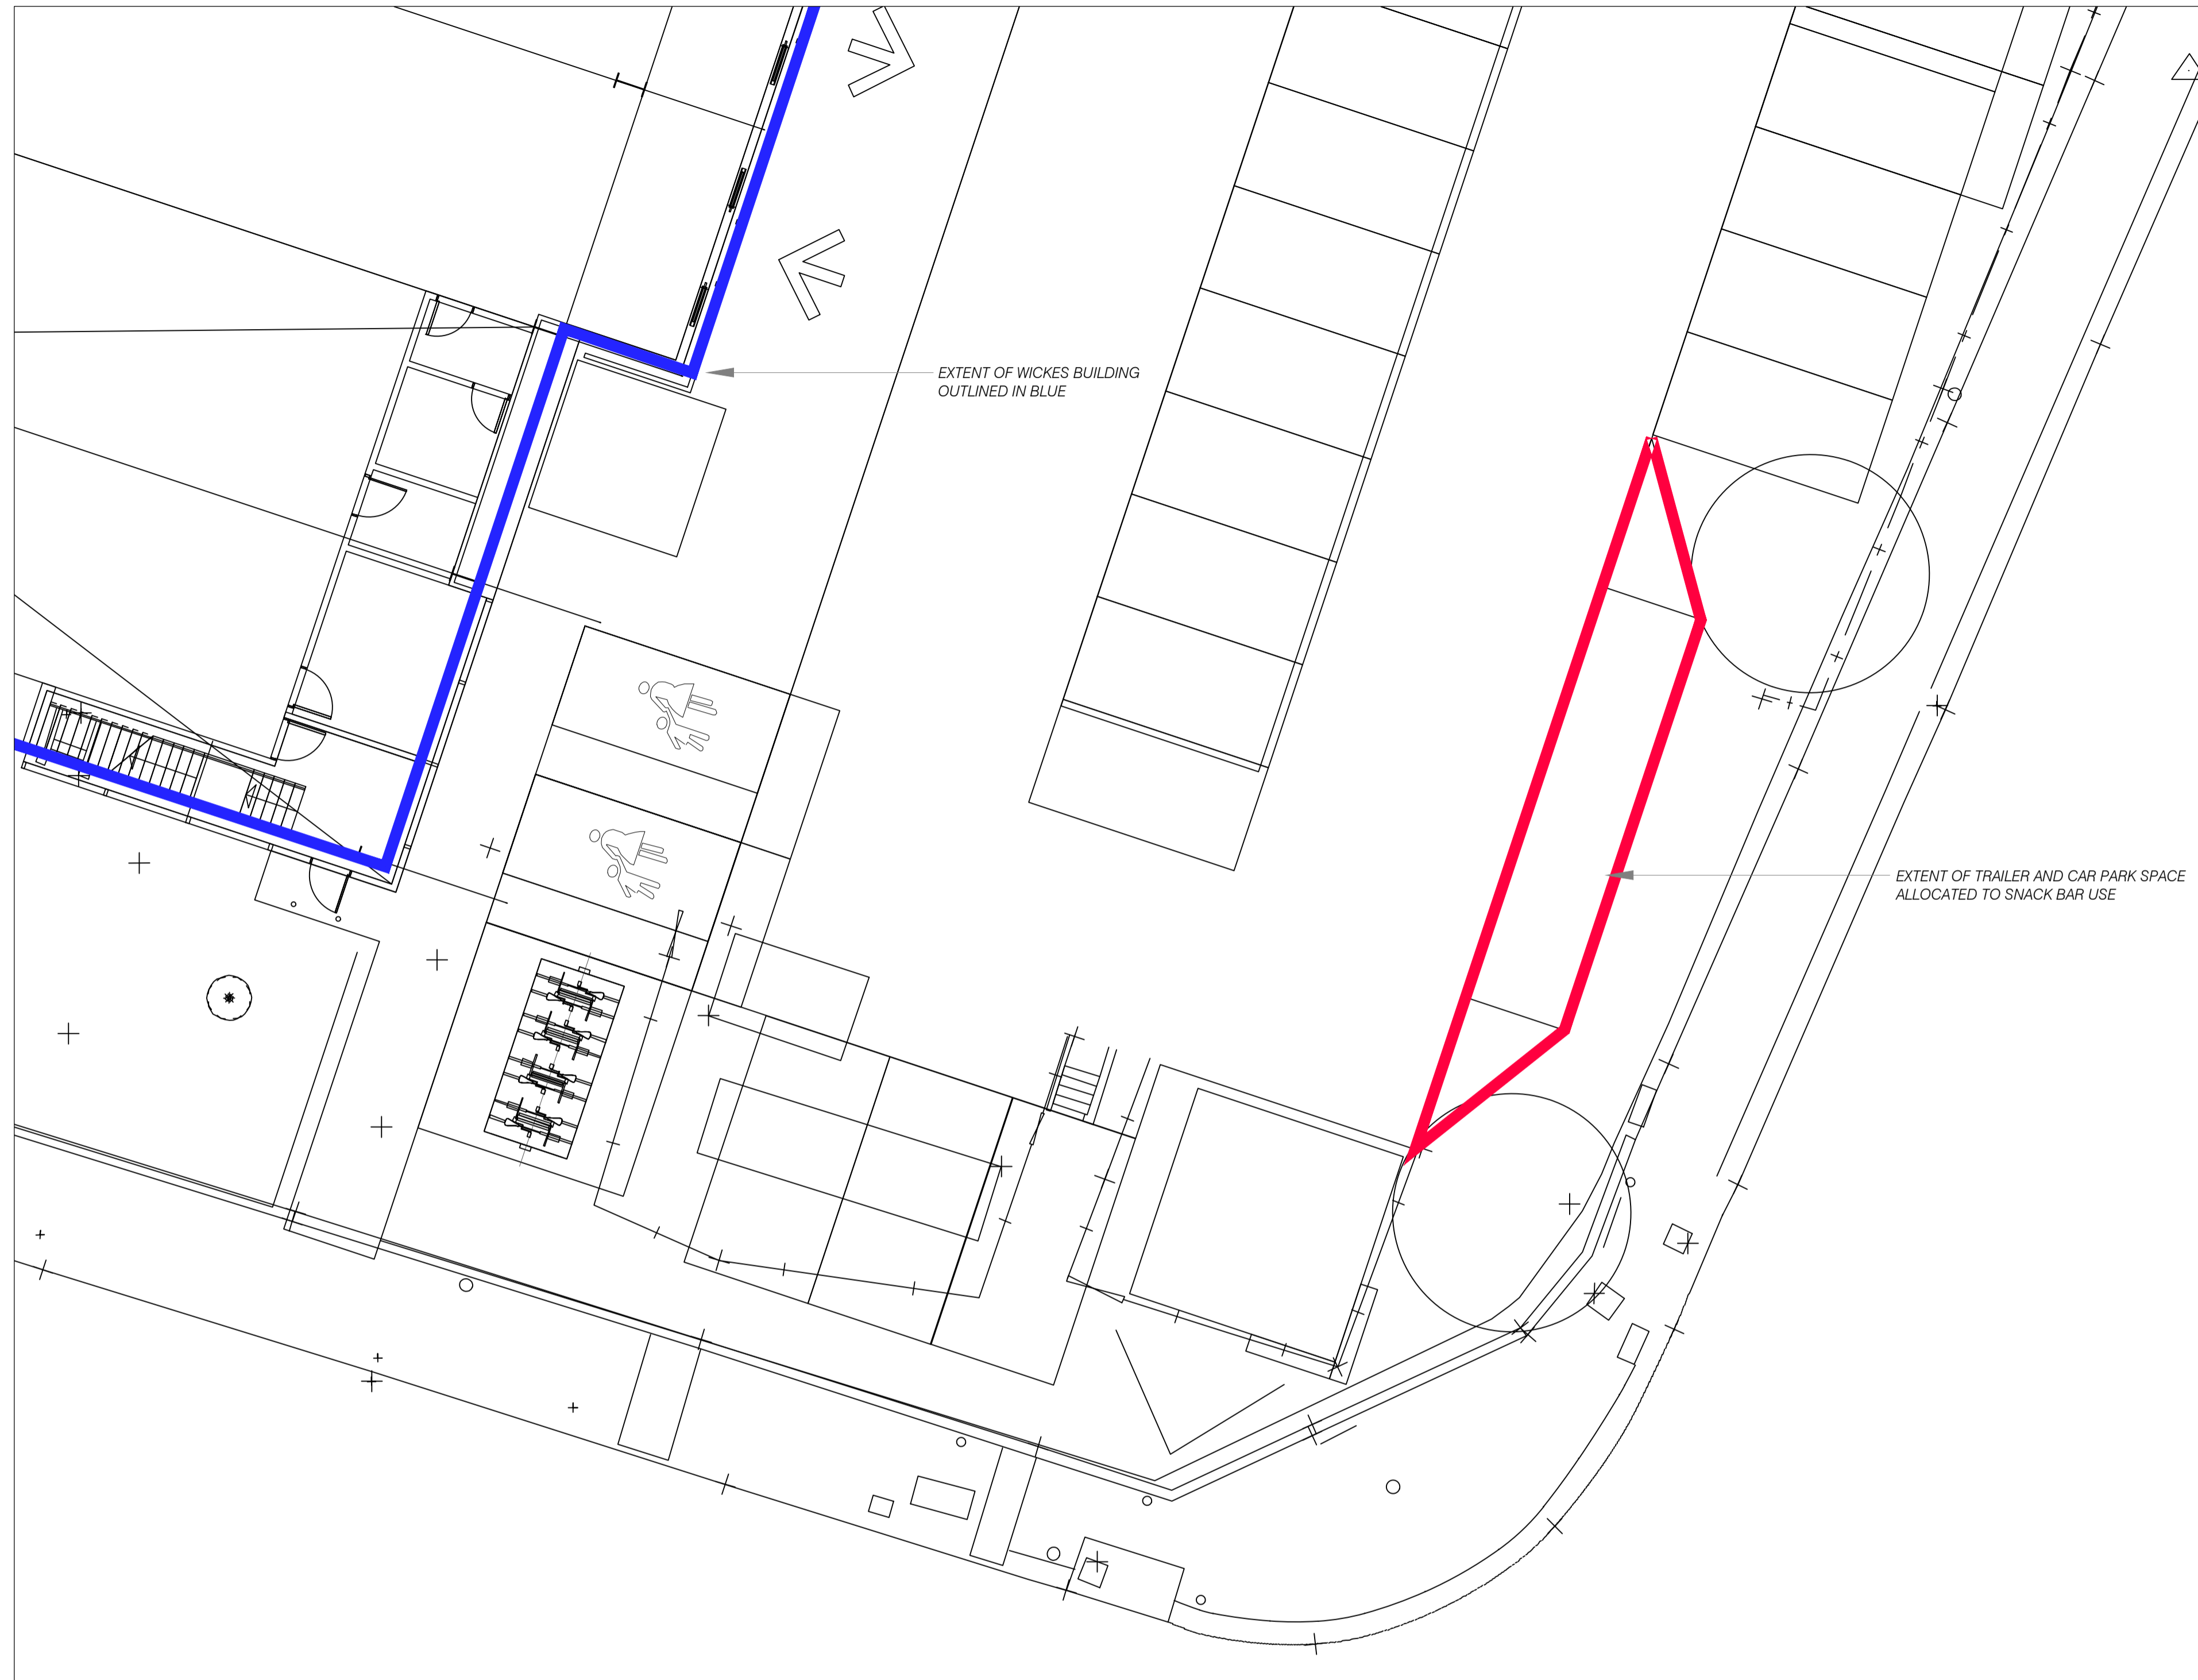 EXTENT OF WICKES BUILDING
OUTLINED IN BLUE
EXTENT OF TRAILER AND CAR PARK SPACE
ALLOCATED TO SNACK BAR USE